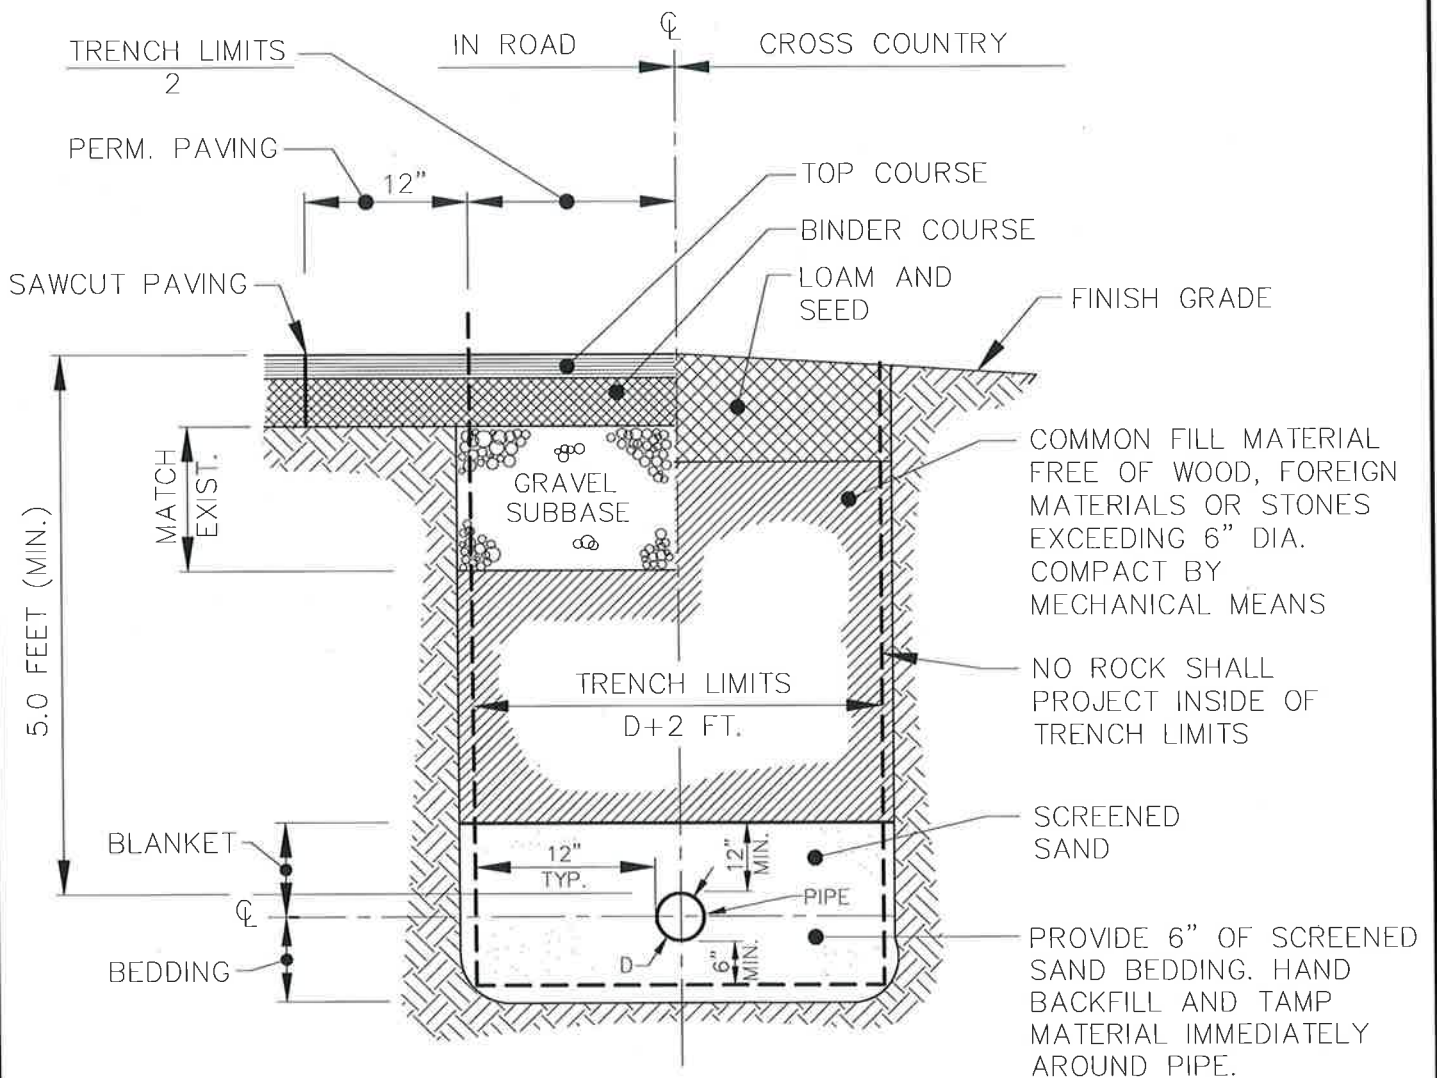 ℄
IN ROAD
CROSS COUNTRY
TRENCH LIMITS
2
PERM. PAVING
12"
TOP COURSE
BINDER COURSE
SAWCUT PAVING
LOAM AND
SEED
FINISH GRADE
MATCH
EXIST.
GRAVEL
SUBBASE
COMMON FILL MATERIAL
FREE OF WOOD, FOREIGN
MATERIALS OR STONES
EXCEEDING 6" DIA.
COMPACT BY
MECHANICAL MEANS
5.0 FEET (MIN.)
TRENCH LIMITS
D+2 FT.
NO ROCK SHALL
PROJECT INSIDE OF
TRENCH LIMITS
BLANKET
12"
TYP.
12"
MIN.
SCREENED
SAND
PIPE
℄
BEDDING
D
6"
MIN.
PROVIDE 6" OF SCREENED
SAND BEDDING. HAND
BACKFILL AND TAMP
MATERIAL IMMEDIATELY
AROUND PIPE.